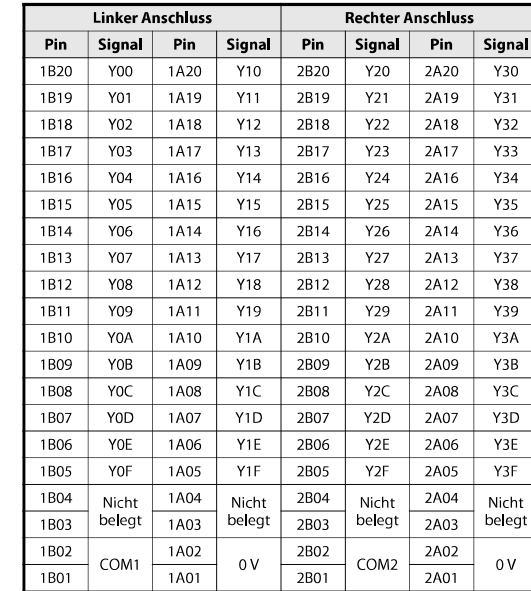 Linker Anschluss Rechter Anschluss
Pin Signal Pin Signal Pin Signal Pin Signal
1B20 Y00 1A20 Y10 2B20 Y20 2A20 Y30
1B19 Y01 1A19 Y11 2B19 Y21 2A19 Y31
1B18 Y02 1A18 Y12 2B18 Y22 2A18 Y32
1B17 Y03 1A17 Y13 2B17 Y23 2A17 Y33
1B16 Y04 1A16 Y14 2B16 Y24 2A16 Y34
1B15 Y05 1A15 Y15 2B15 Y25 2A15 Y35
1B14 Y06 1A14 Y16 2B14 Y26 2A14 Y36
1B13 Y07 1A13 Y17 2B13 Y27 2A13 Y37
1B12 Y08 1A12 Y18 2B12 Y28 2A12 Y38
1B11 Y09 1A11 Y19 2B11 Y29 2A11 Y39
1B10 Y0A 1A10 Y1A 2B10 Y2A 2A10 Y3A
1B09 Y0B 1A09 Y1B 2B09 Y2B 2A09 Y3B
1B08 Y0C 1A08 Y1C 2B08 Y2C 2A08 Y3C
1B07 Y0D 1A07 Y1D 2B07 Y2D 2A07 Y3D
1B06 Y0E 1A06 Y1E 2B06 Y2E 2A06 Y3E
1B05 Y0F 1A05 Y1F 2B05 Y2F 2A05 Y3F
1B04 Nicht 1A04 Nicht 2B04 Nicht 2A04 Nicht
1B03 belegt 1A03 belegt 2B03 belegt 2A03 belegt
1B02 COM1 1A02 0 V 2B02 COM2 2A02 0 V
1B01 1A01 2B01 2A01